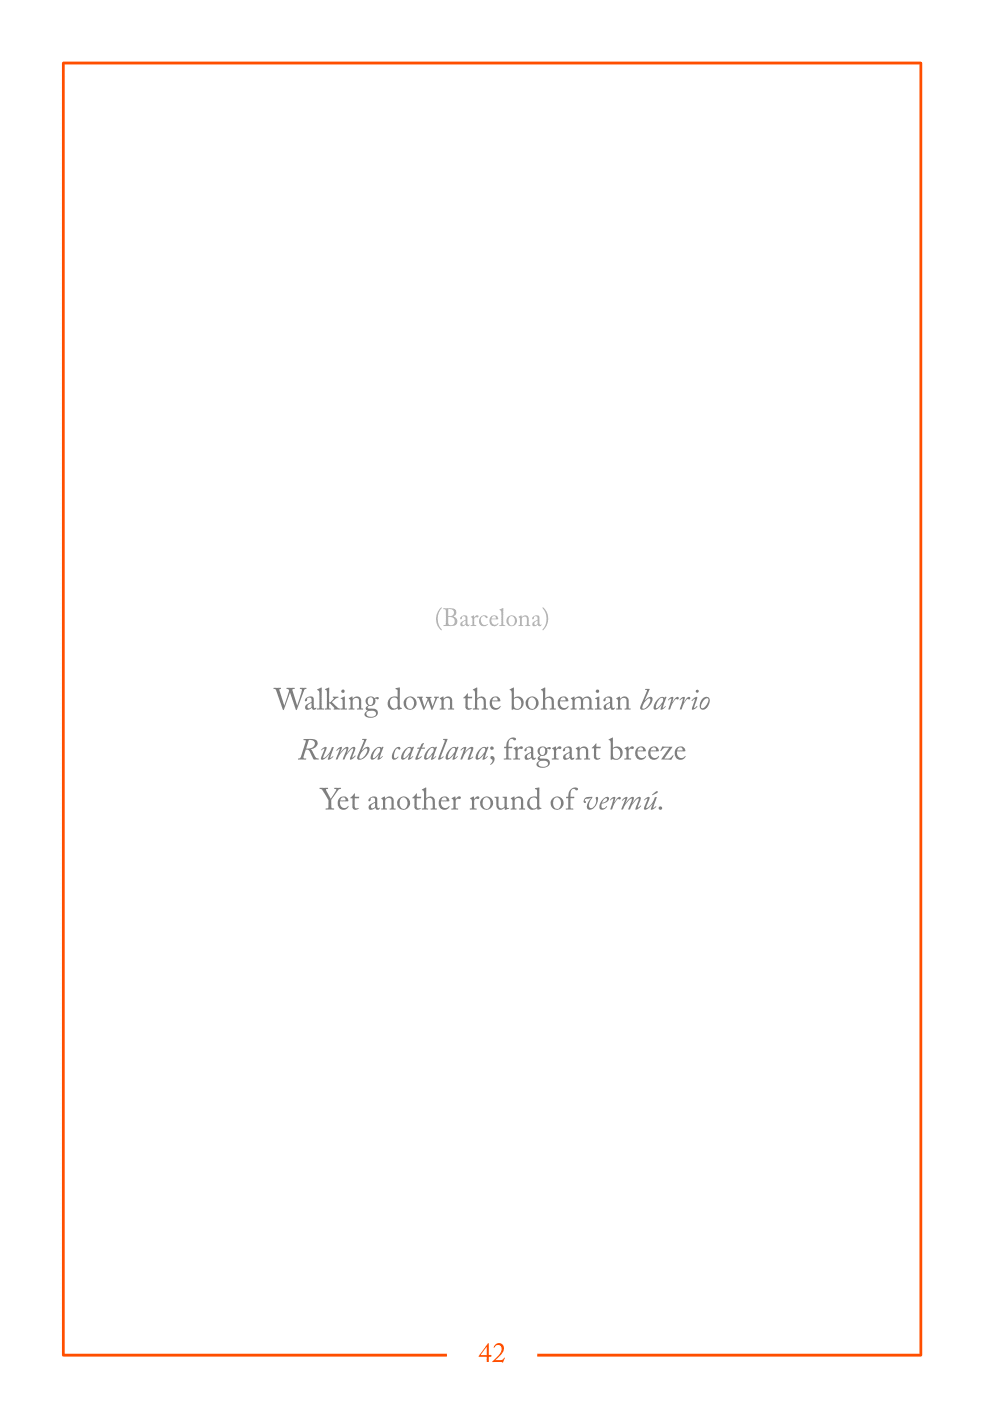 (Barcelona)
Walking down the bohemian barrio
Rumba catalana; fragrant breeze
Yet another round of vermú.
42